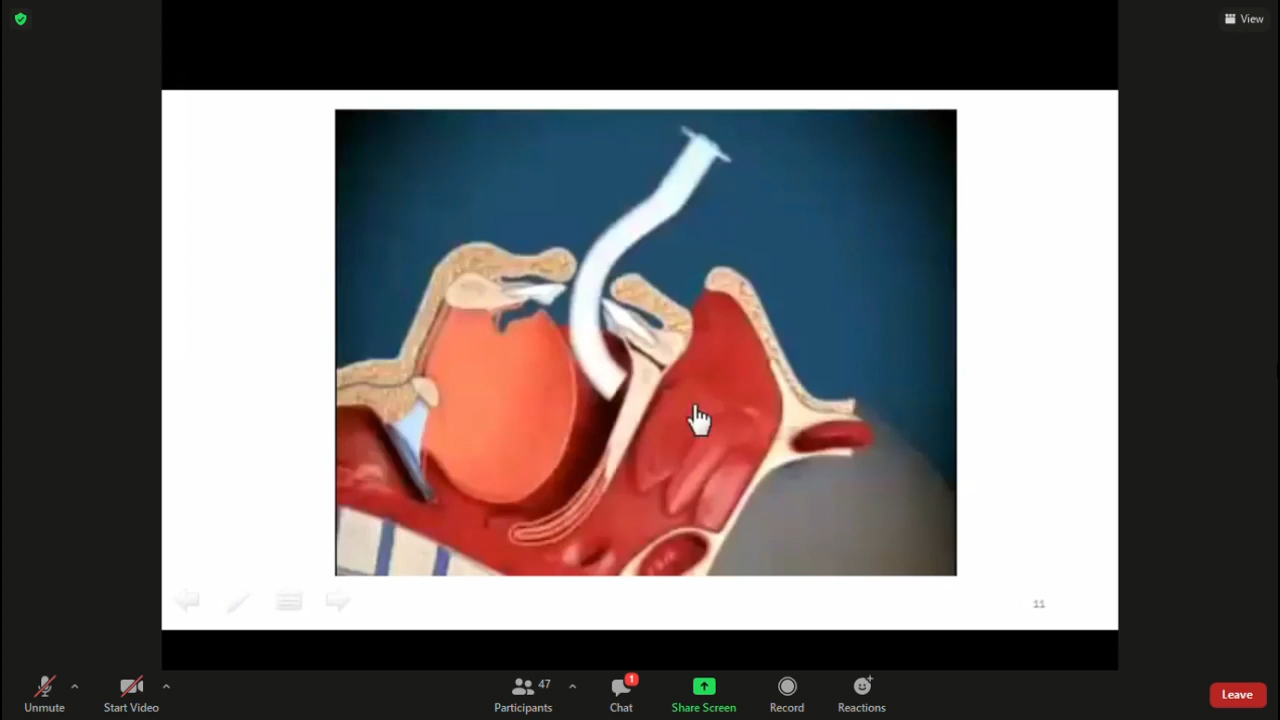 View
11
Unmute
Start Video
47
Participants
1
Chat
Share Screen
Record
Reactions
Leave